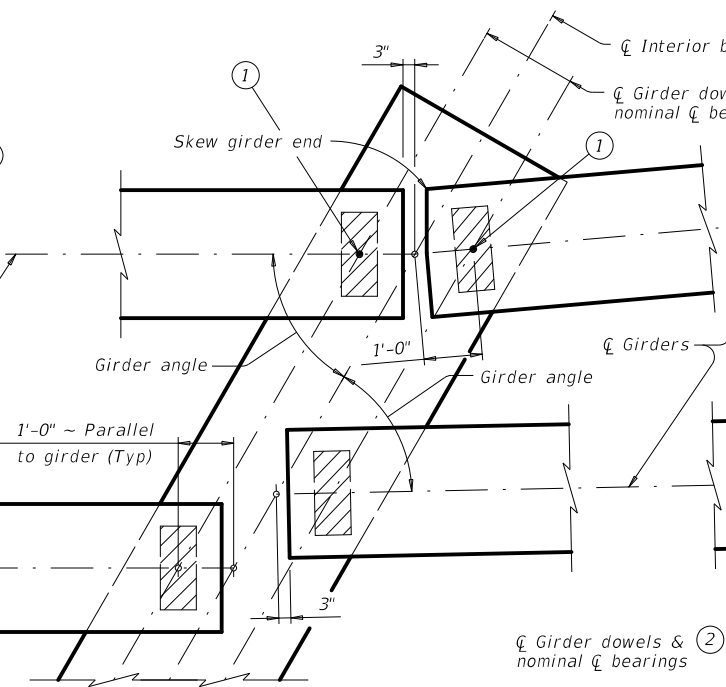 ℄ Interior b
3"
1
℄ Girder dow
nominal ℄ be
Skew girder end
1
1'-0"
℄ Girders
Girder angle
Girder angle
1'-0" ~ Parallel
to girder (Typ)
3"
℄ Girder dowels & 2
nominal ℄ bearings